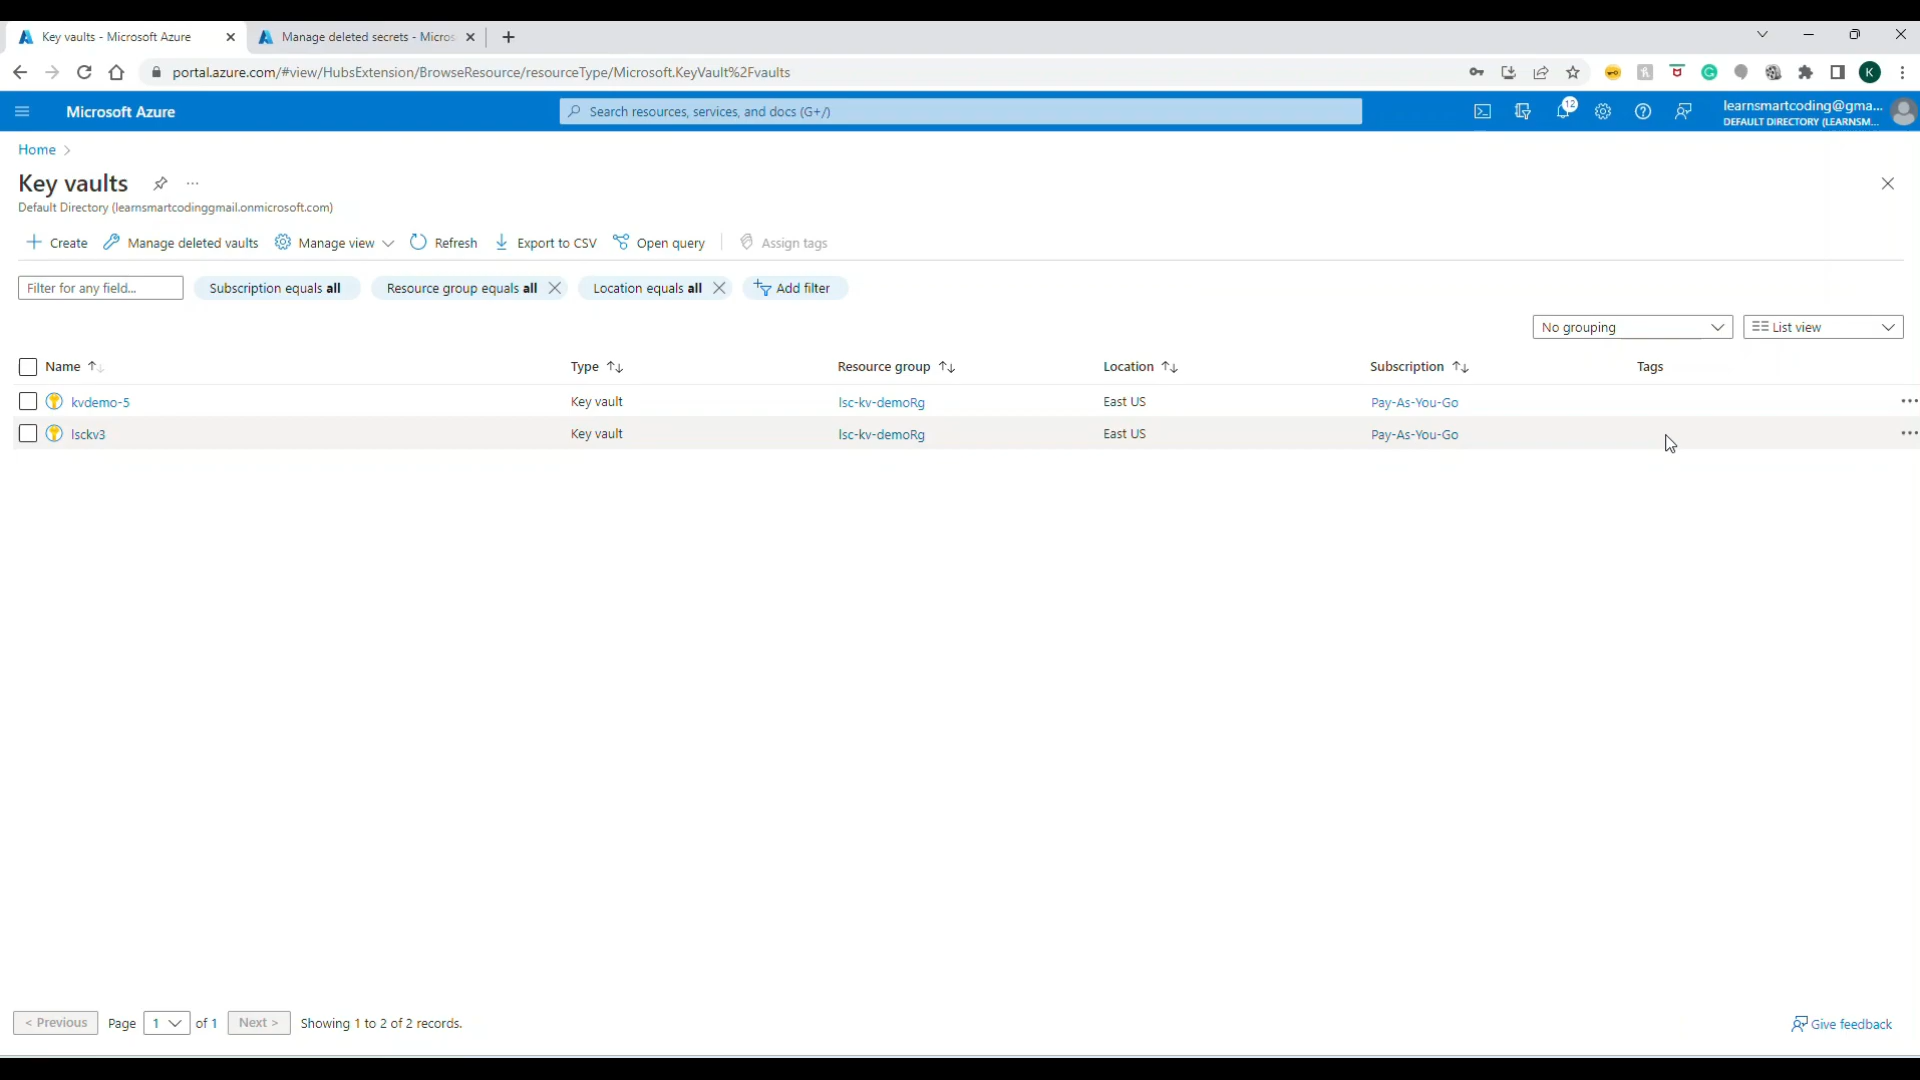 Key vaults - Microsoft Azure
Manage deleted secrets - Micros
portal.azure.com/#view/HubsExtension/BrowseResource/resourceType/Microsoft.KeyVault%2Fvaults
K
Microsoft Azure
Search resources, services, and docs (G+/)
12
learnsmartcoding@gma...
DEFAULT DIRECTORY (LEARNSM...
Home >
Key vaults ...
Default Directory (learnsmartcodinggmail.onmicrosoft.com)
Create Manage deleted vaults Manage view Refresh Export to CSV Open query Assign tags
Filter for any field... Subscription equals all Resource group equals all Location equals all Add filter
No grouping List view
Name Type Resource group Location Subscription Tags
kvdemo-5 Key vault lsc-kv-demoRg East US Pay-As-You-Go ...
lsckv3 Key vault lsc-kv-demoRg East US Pay-As-You-Go ...
< Previous Page 1 of 1 Next > Showing 1 to 2 of 2 records.
Give feedback